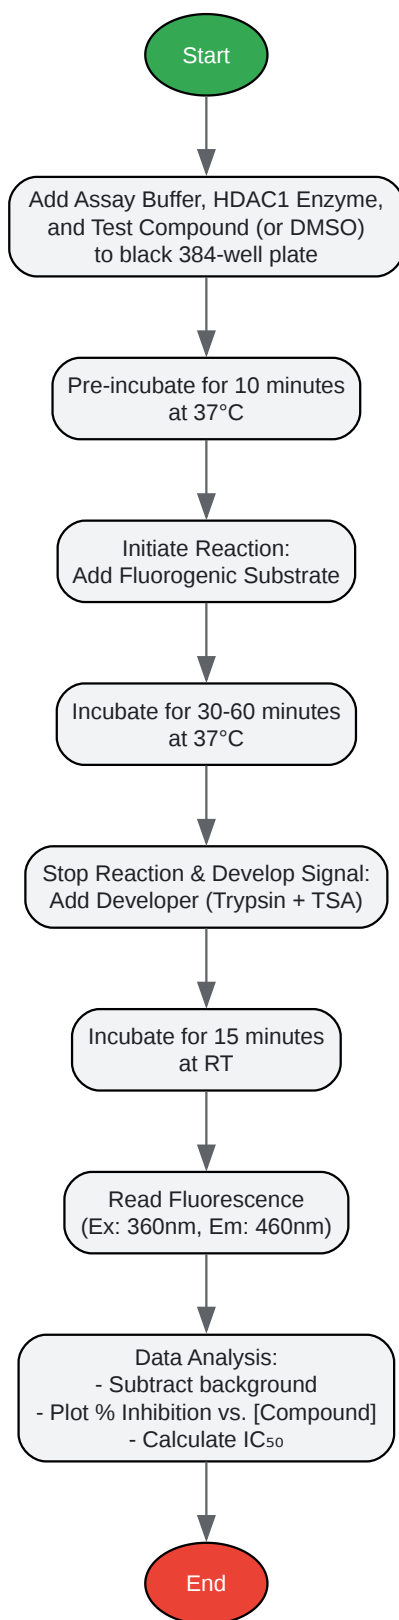 Start
Add Assay Buffer, HDAC1 Enzyme,
and Test Compound (or DMSO)
to black 384-well plate
Pre-incubate for 10 minutes
at 37°C
Initiate Reaction:
Add Fluorogenic Substrate
Incubate for 30-60 minutes
at 37°C
Stop Reaction & Develop Signal:
Add Developer (Trypsin + TSA)
Incubate for 15 minutes
at RT
Read Fluorescence
(Ex: 360nm, Em: 460nm)
Data Analysis:
- Subtract background
- Plot % Inhibition vs. [Compound]
- Calculate IC₅₀
End